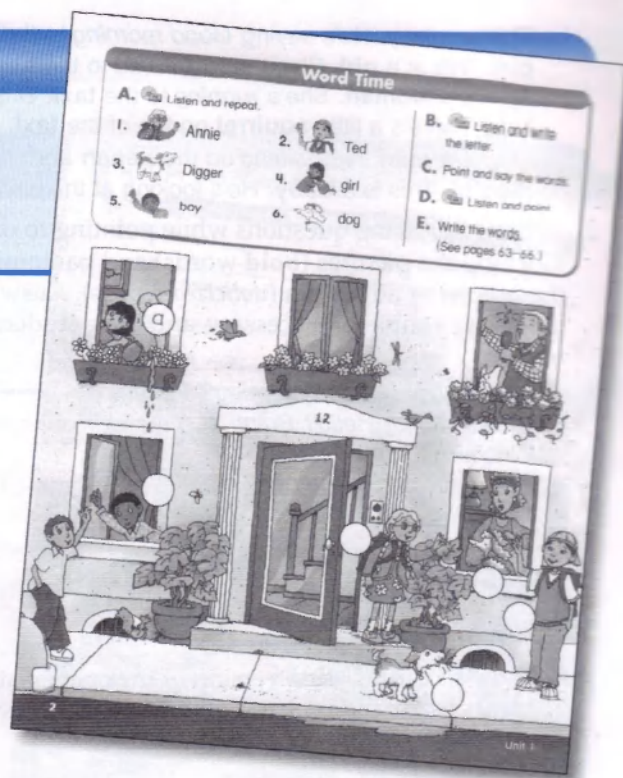 Word Time
A. Listen and repeat.
1. Annie
2. Ted
3. Digger
4. girl
5. boy
6. dog
B. Listen and write
the letter.
C. Point and say the words.
D. Listen and point.
E. Write the words.
(See pages 63–66.)
a
12
2
Unit 1